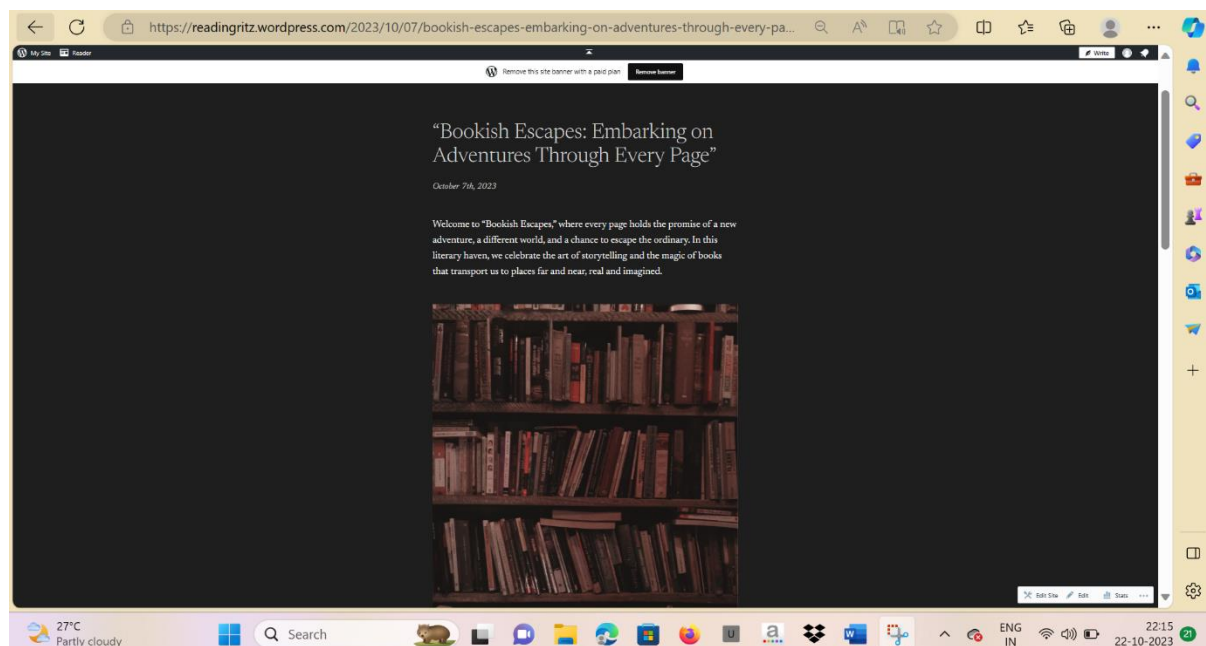 https://readingritz.wordpress.com/2023/10/07/bookish-escapes-embarking-on-adventures-through-every-pa...
My Site Reader
Write
Remove this site banner with a paid plan Remove banner
“Bookish Escapes: Embarking on
Adventures Through Every Page”
October 7th, 2023
Welcome to “Bookish Escapes,” where every page holds the promise of a new
adventure, a different world, and a chance to escape the ordinary. In this
literary haven, we celebrate the art of storytelling and the magic of books
that transport us to places far and near, real and imagined.
Edit Site Edit Stats ...
27°C
Partly cloudy
Search
ENG
IN
22:15
22-10-2023
21